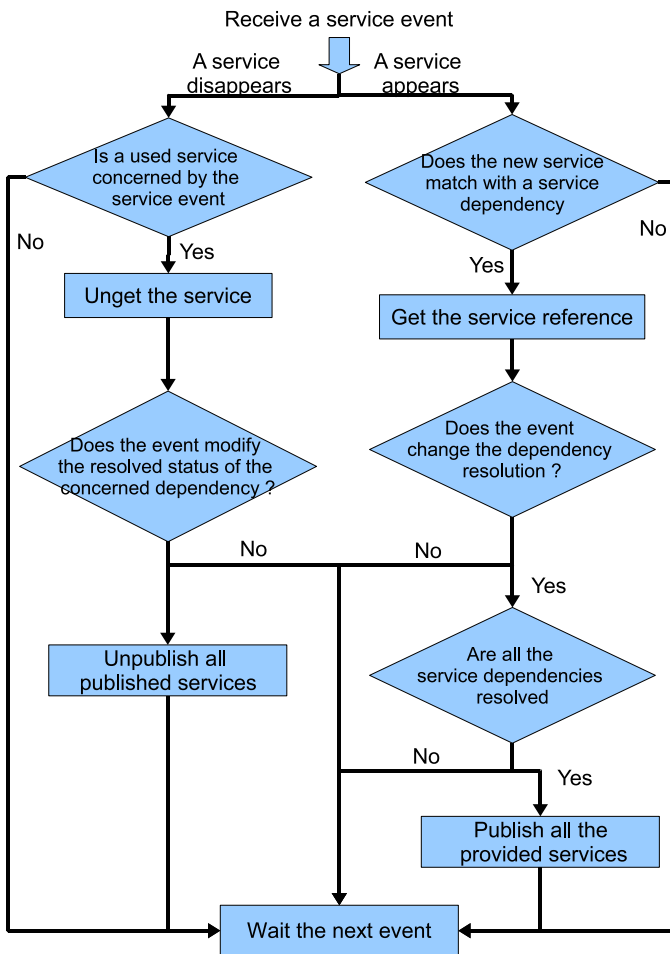 Receive a service event
A service
disappears
A service
appears
Is a used service
concerned by the
service event
Does the new service
match with a service
dependency
No
Yes
Yes
No
Unget the service
Get the service reference
Does the event modify
the resolved status of the
concerned dependency ?
Does the event
change the dependency
resolution ?
No
No
Yes
Unpublish all
published services
Are all the
service dependencies
resolved
No
Yes
Publish all the
provided services
Wait the next event